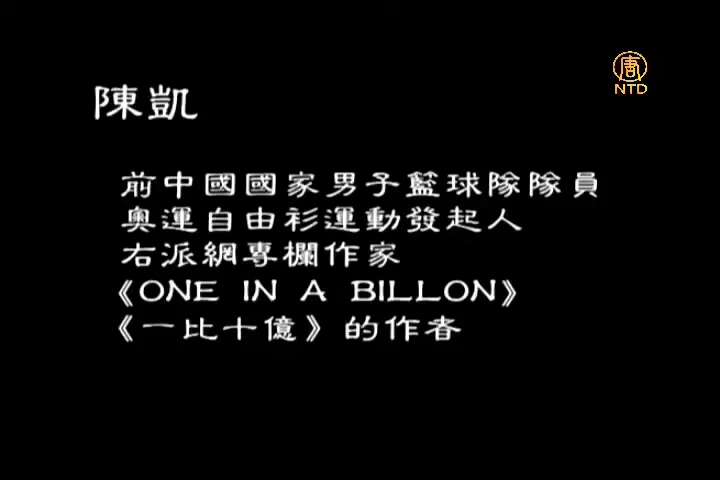 陳凱
唐
NTD
前中國國家男子籃球隊隊員
奧運自由衫運動發起人
右派網專欄作家
《ONE IN A BILLON》
《一比十億》的作者